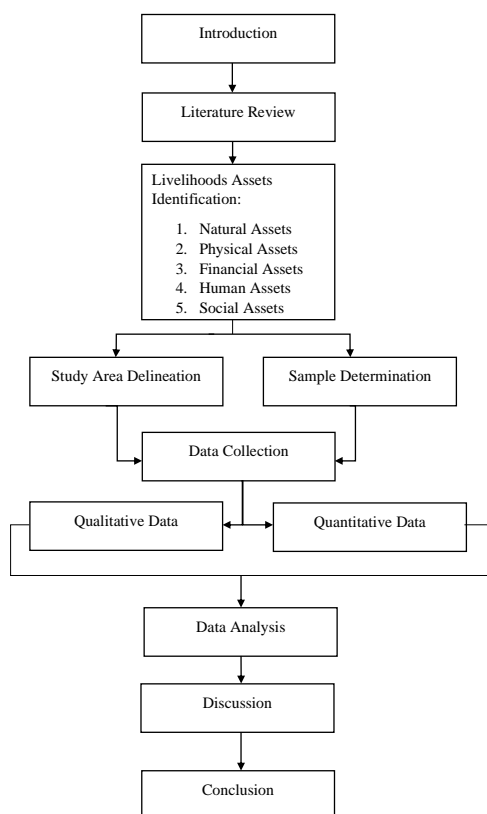 Introduction
Literature Review
Livelihoods Assets
Identification:
1. Natural Assets
2. Physical Assets
3. Financial Assets
4. Human Assets
5. Social Assets
Study Area Delineation
Sample Determination
Data Collection
Qualitative Data
Quantitative Data
Data Analysis
Discussion
Conclusion